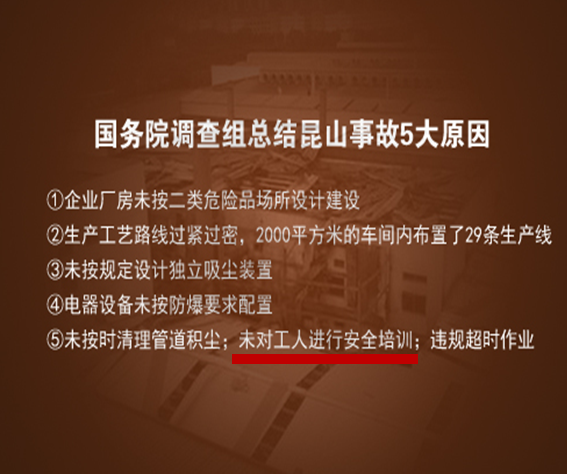 国务院调查组总结昆山事故5大原因
①企业厂房未按二类危险品场所设计建设
②生产工艺路线过紧过密，2000平方米的车间内布置了29条生产线
③未按规定设计独立吸尘装置
④电器设备未按防爆要求配置
⑤未按时清理管道积尘；未对工人进行安全培训；违规超时作业